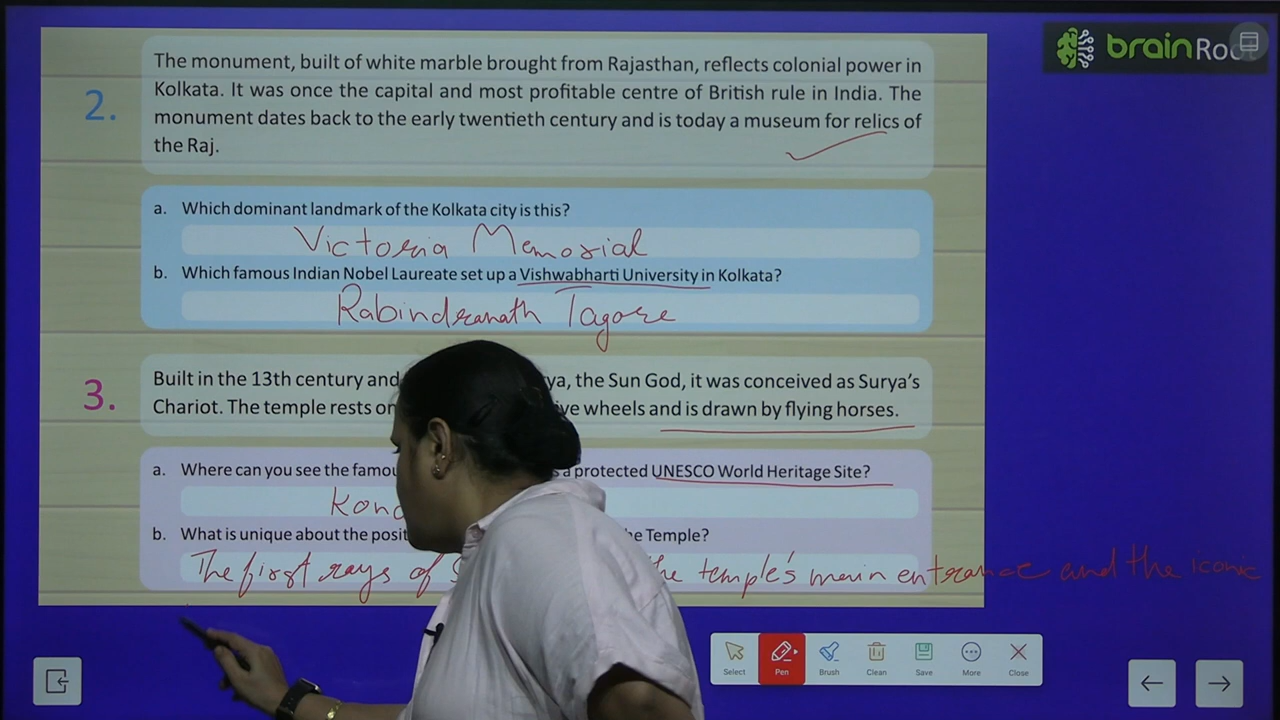 brainRoo
2.
The monument, built of white marble brought from Rajasthan, reflects colonial power in
Kolkata. It was once the capital and most profitable centre of British rule in India. The
monument dates back to the early twentieth century and is today a museum for relics of
the Raj.
a. Which dominant landmark of the Kolkata city is this?
Victoria Memorial
b. Which famous Indian Nobel Laureate set up a Vishwabharti University in Kolkata?
Rabindranath Tagore
3.
Built in the 13th century and ya, the Sun God, it was conceived as Surya's
Chariot. The temple rests on ive wheels and is drawn by flying horses.
a. Where can you see the famou a protected UNESCO World Heritage Site?
Kona
b. What is unique about the posit he Temple?
The first rays of the temple's main entrance and the iconic
Select Pen Brush Clean Save More Close